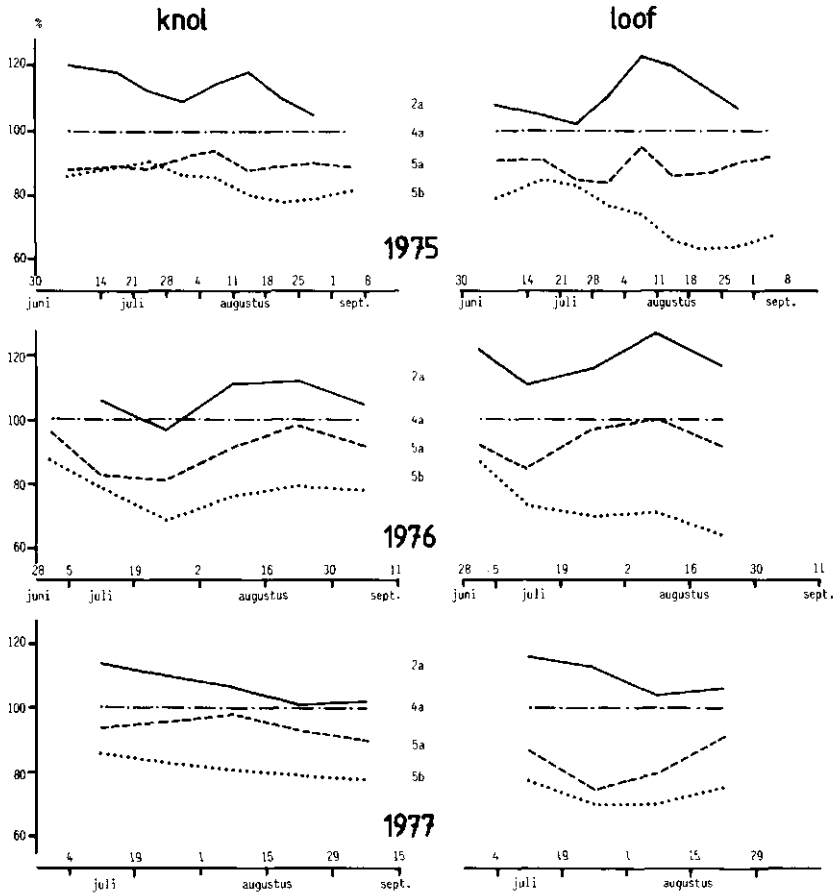 knol loof
%
120
100
80
60
2a
4a
5a
5b
1975
30 14 21 28 4 11 18 25 1 8
juni juli augustus sept.
30 14 21 28 4 11 18 25 1 8
juni juli augustus sept.
120
100
80
60
2a
4a
5a
5b
1976
28 5 19 2 16 30 11
juni juli augustus sept.
28 5 19 2 16 30 11
juni juli augustus sept.
120
100
80
60
2a
4a
5a
5b
1977
4 19 1 15 29 15
juli augustus sept.
4 19 1 15 29
juli augustus